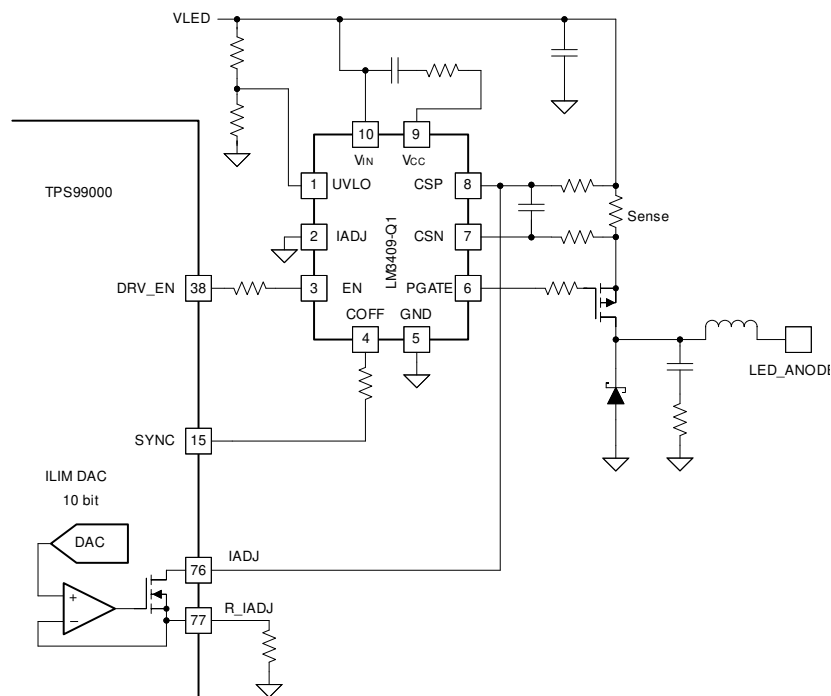 VLED
10
9
VIN
VCC
TPS99000
1
UVLO
CSP
8
Sense
2
IADJ
LM3409-Q1
CSN
7
DRV_EN
38
3
EN
PGATE
6
COFF
GND
4
5
LED_ANODE
SYNC
15
ILIM DAC
10 bit
DAC
IADJ
76
+
−
R_IADJ
77